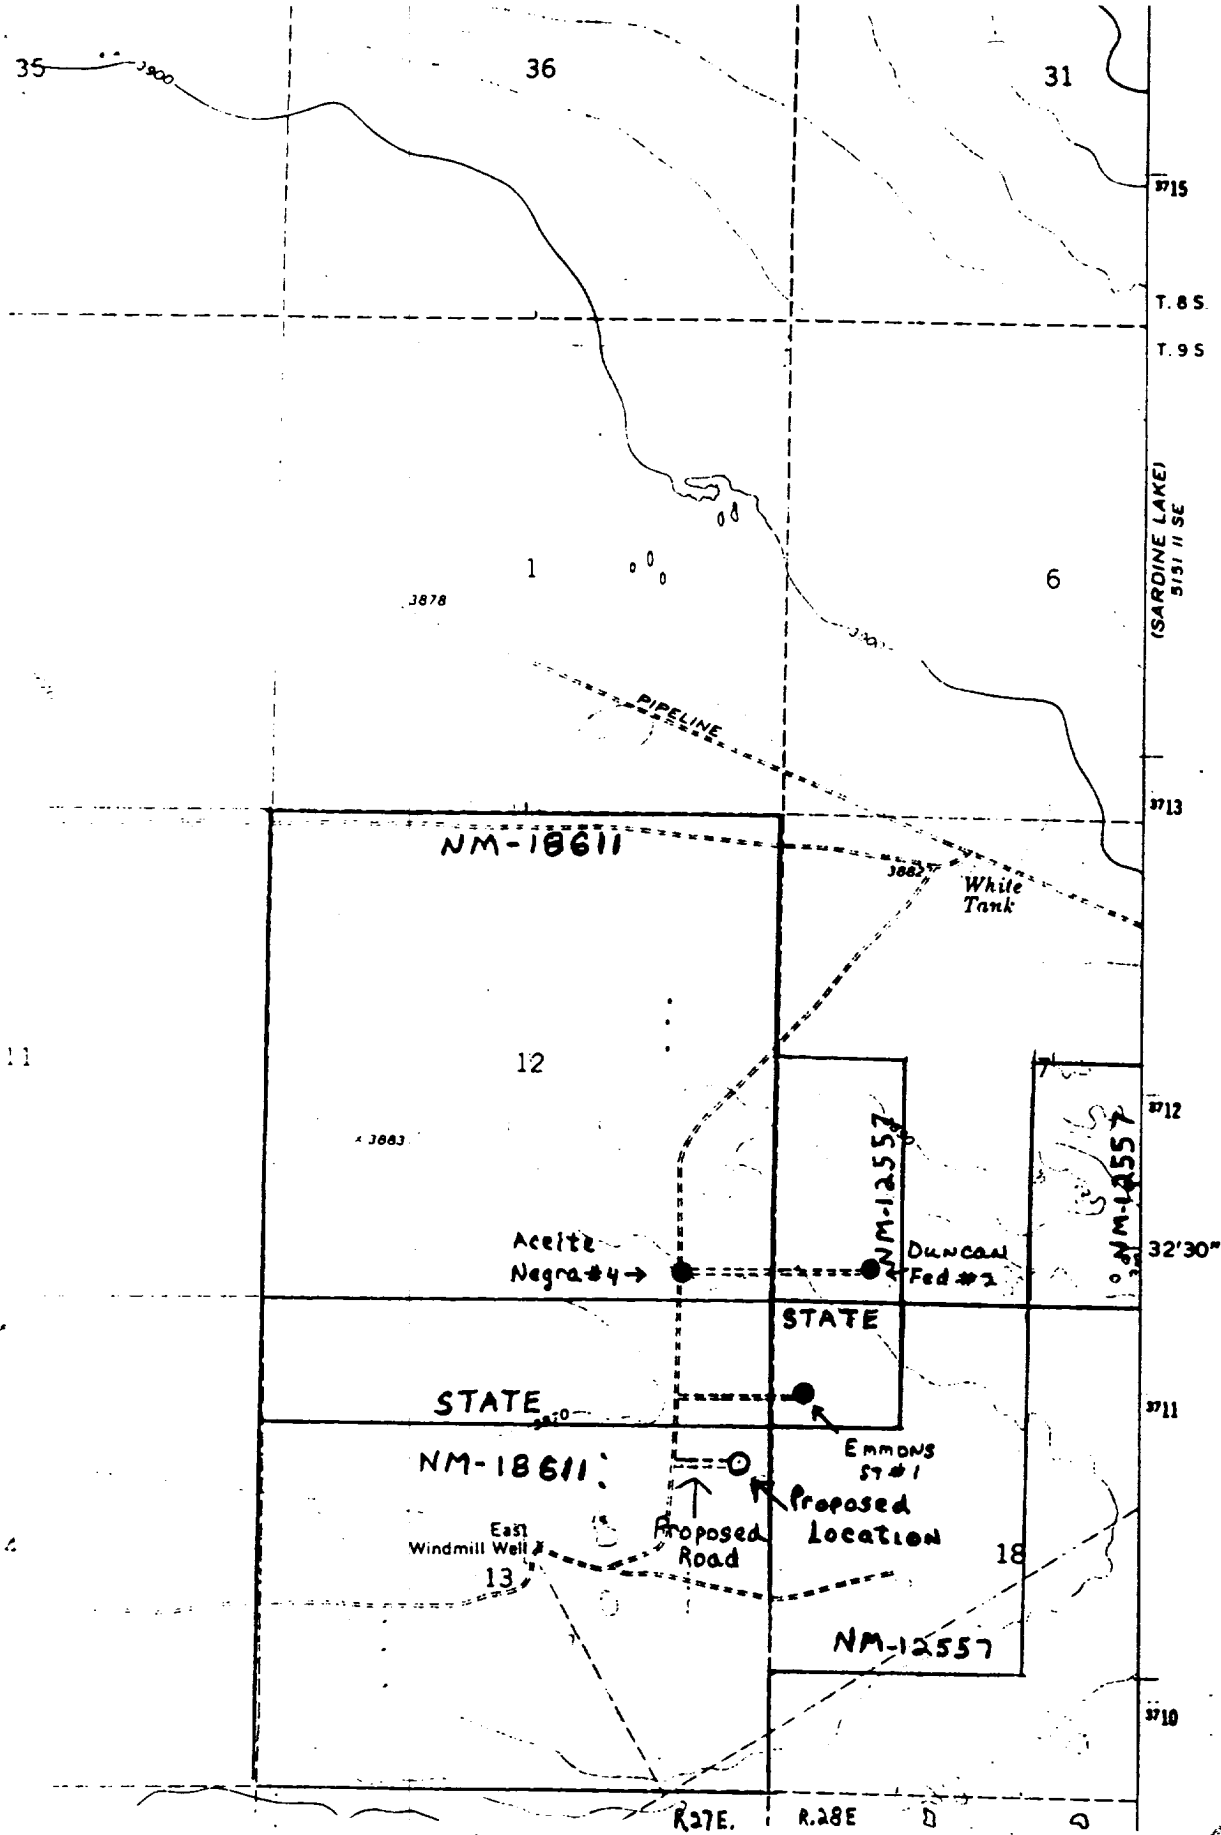 35
3900
36
31
3715
T. 8 S.
T. 9 S
(SARDINE LAKE)
5151 II SE
1
6
3878
PIPELINE
3713
NM-18611
3882
White
Tank
11
12
7
3712
3883
NM-12557
NM-12557
32'30"
Aceite
Negra #4 →
Duncan
Fed #2
STATE
STATE
3711
NM-18611
Emmons
ST #1
Proposed
Location
Proposed
Road
East
Windmill Well
13
18
NM-12557
3710
R27E.
R.28E